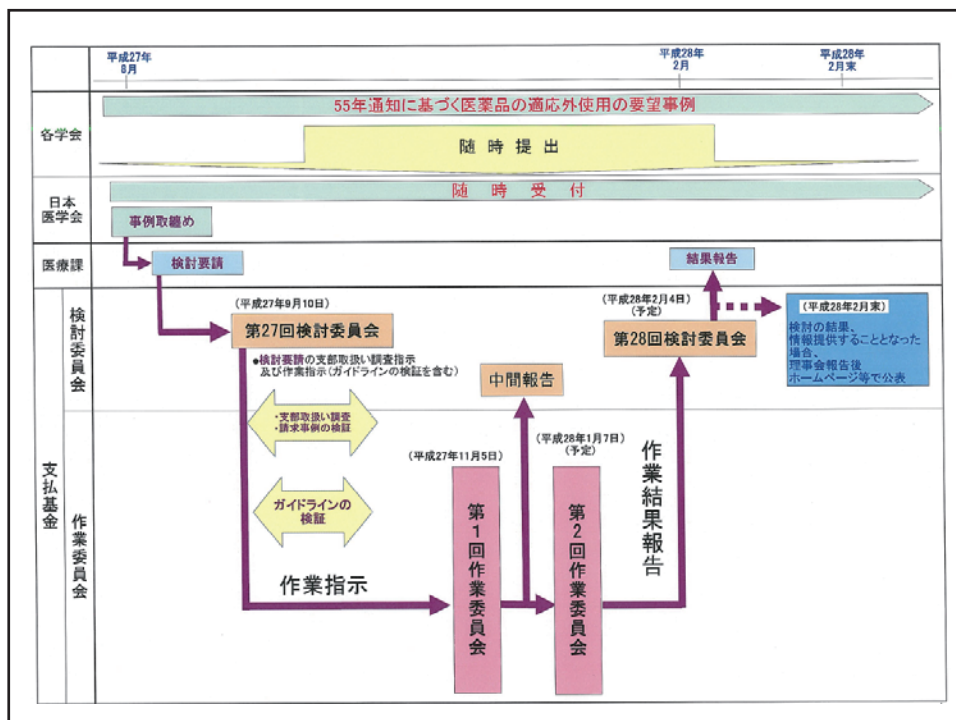 平成27年
8月
平成28年
2月
平成28年
2月末
各学会
55年通知に基づく医薬品の適応外使用の要望事例
随時提出
日本
医学会
随時受付
事例取纏め
医療課
検討要請
結果報告
支払基金
検討委員会
(平成27年9月10日)
第27回検討委員会
●検討要請の支部取扱い調査指示
及び作業指示(ガイドラインの検証を含む)
中間報告
(平成28年2月4日)
(予定)
第28回検討委員会
(平成28年2月末)
検討の結果、
情報提供することとなった
場合、
理事会報告後
ホームページ等で公表
作業委員会
・支部取扱い調査
・請求事例の検証
ガイドラインの
検証
作業指示
(平成27年11月5日)
第1回作業委員会
(平成28年1月7日)
(予定)
第2回作業委員会
作業結果報告